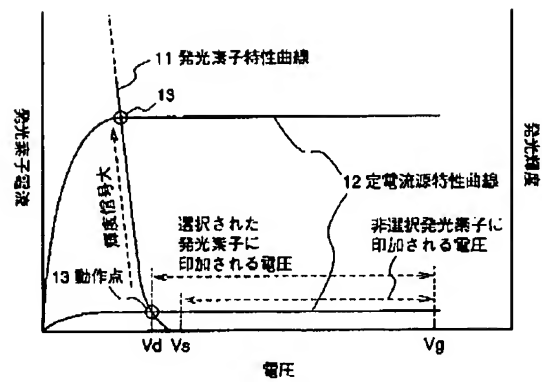 11 発光素子特性曲線
13
発光素子電流
発光輝度
輝度信号大
12 定電流源特性曲線
選択された
発光素子に
印加される電圧
非選択発光素子に
印加される電圧
13 動作点
Vd
Vs
Vg
電圧